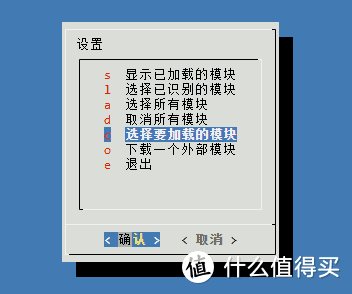 设置
s 显示已加载的模块
l 选择已识别的模块
a 选择所有模块
d 取消所有模块
选择要加载的模块
o 下载一个外部模块
e 退出
< 确认 > < 取消 >
值 什么值得买